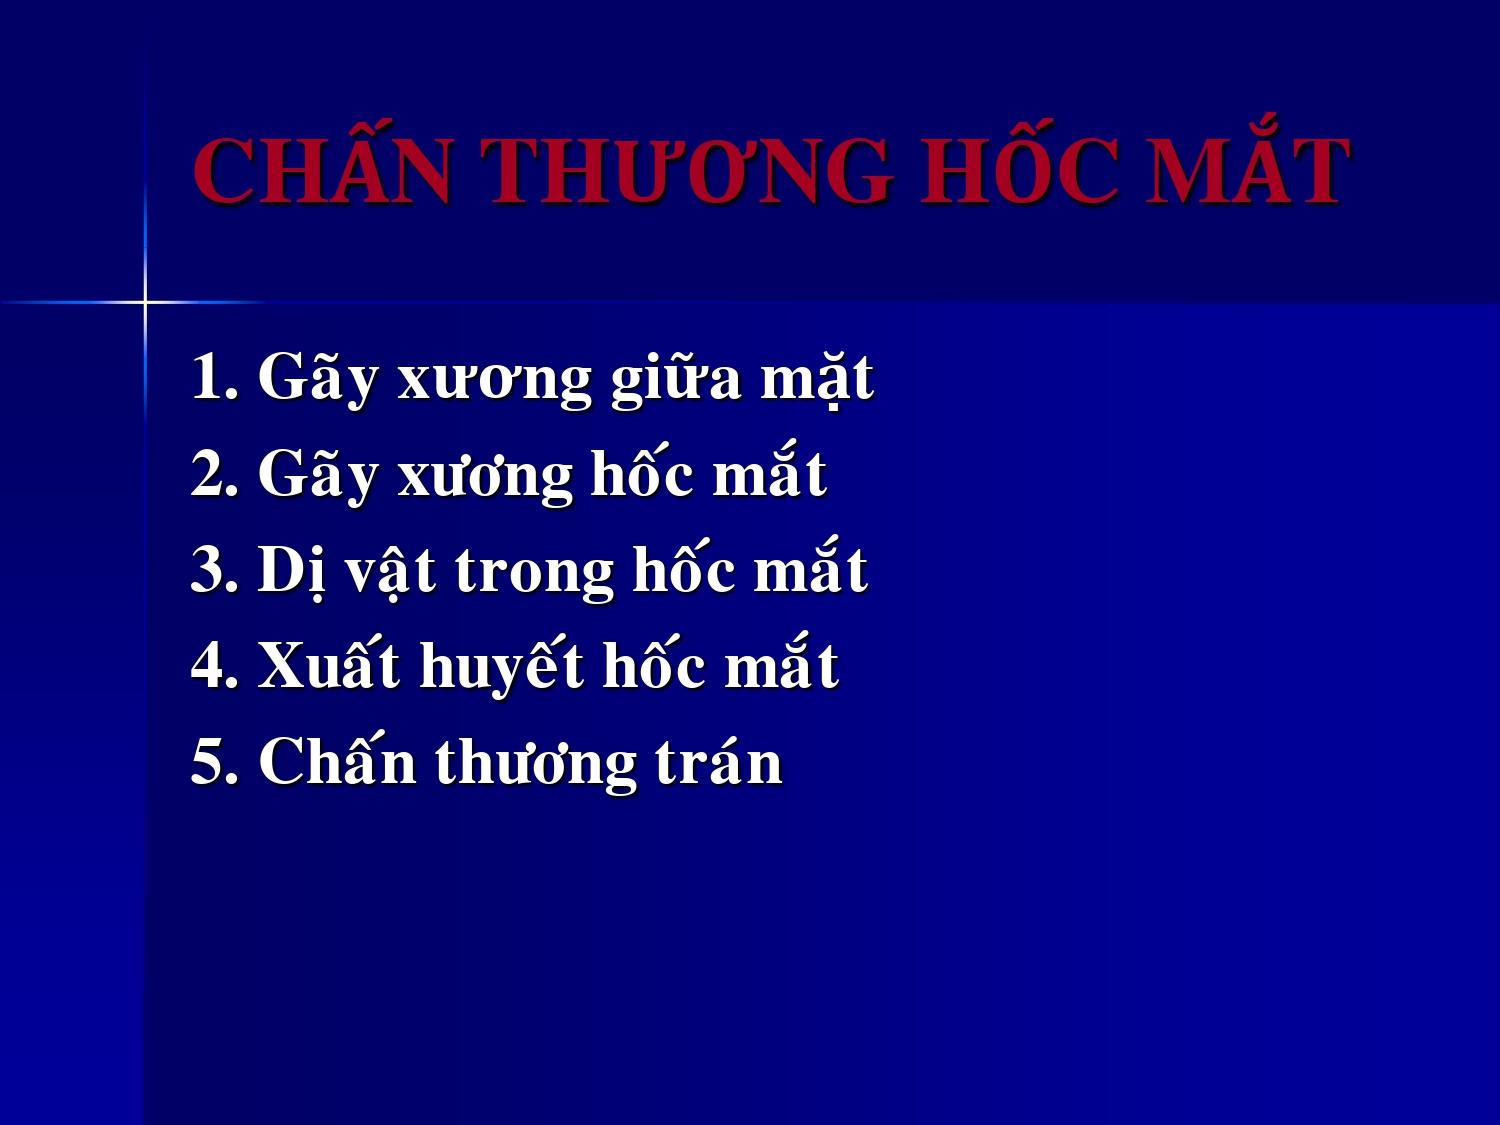 CHẤN THƯƠNG HỐC MẮT
1. Gãy xương giữa mặt
2. Gãy xương hốc mắt
3. Dị vật trong hốc mắt
4. Xuất huyết hốc mắt
5. Chấn thương trán